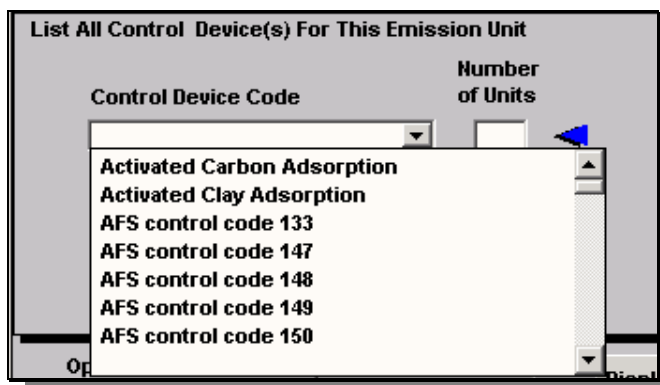 List All Control Device(s) For This Emission Unit
Number
of Units
Control Device Code
Activated Carbon Adsorption
Activated Clay Adsorption
AFS control code 133
AFS control code 147
AFS control code 148
AFS control code 149
AFS control code 150